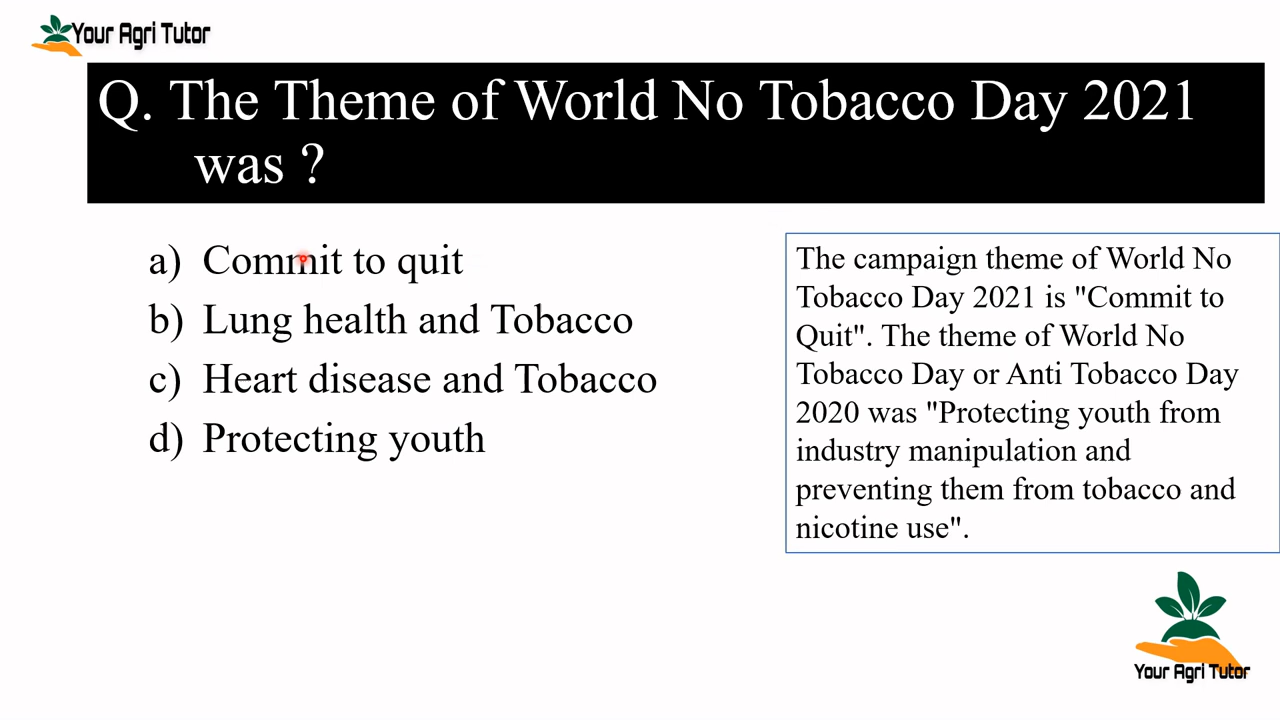 Your Agri Tutor
Q. The Theme of World No Tobacco Day 2021
was ?
a) Commit to quit
b) Lung health and Tobacco
c) Heart disease and Tobacco
d) Protecting youth
The campaign theme of World No
Tobacco Day 2021 is "Commit to
Quit". The theme of World No
Tobacco Day or Anti Tobacco Day
2020 was "Protecting youth from
industry manipulation and
preventing them from tobacco and
nicotine use".
Your Agri Tutor